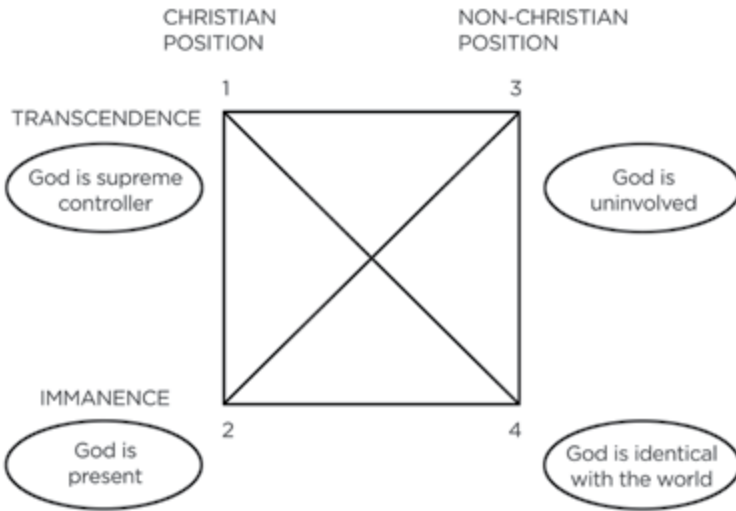 CHRISTIAN
POSITION
NON-CHRISTIAN
POSITION
1
3
TRANSCENDENCE
God is supreme
controller
God is
uninvolved
IMMANENCE
2
4
God is
present
God is identical
with the world